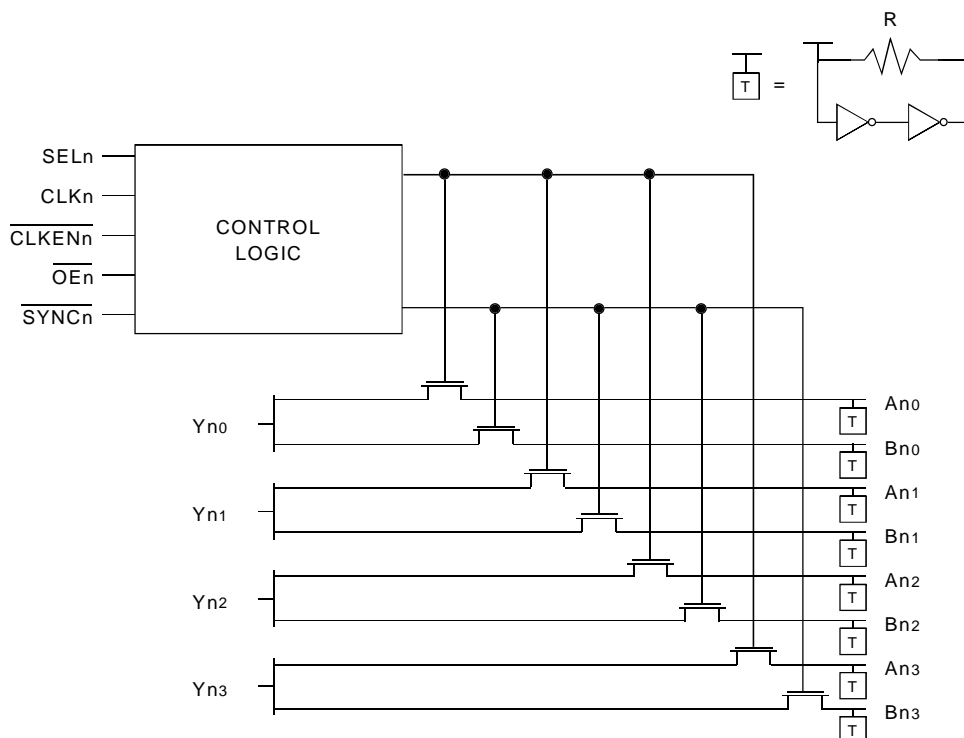 R
T =
SELn
CLKn
CLKENn
OEn
SYNCn
CONTROL
LOGIC
Yn0
An0
T
Bn0
T
Yn1
An1
T
Bn1
T
Yn2
An2
T
Bn2
T
Yn3
An3
T
Bn3
T